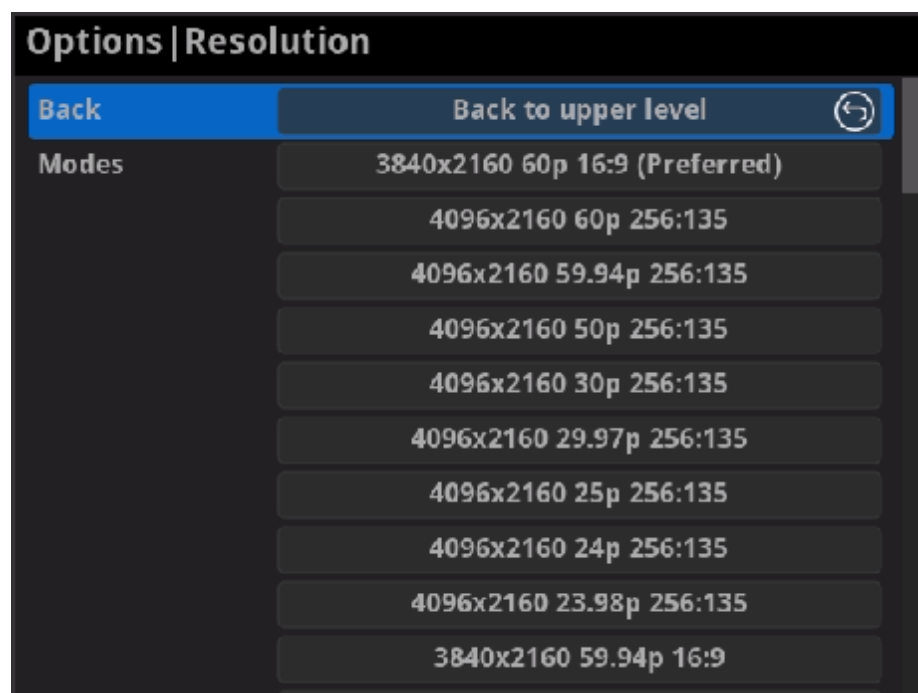 Options|Resolution
Back Back to upper level
Modes 3840x2160 60p 16:9 (Preferred)
4096x2160 60p 256:135
4096x2160 59.94p 256:135
4096x2160 50p 256:135
4096x2160 30p 256:135
4096x2160 29.97p 256:135
4096x2160 25p 256:135
4096x2160 24p 256:135
4096x2160 23.98p 256:135
3840x2160 59.94p 16:9